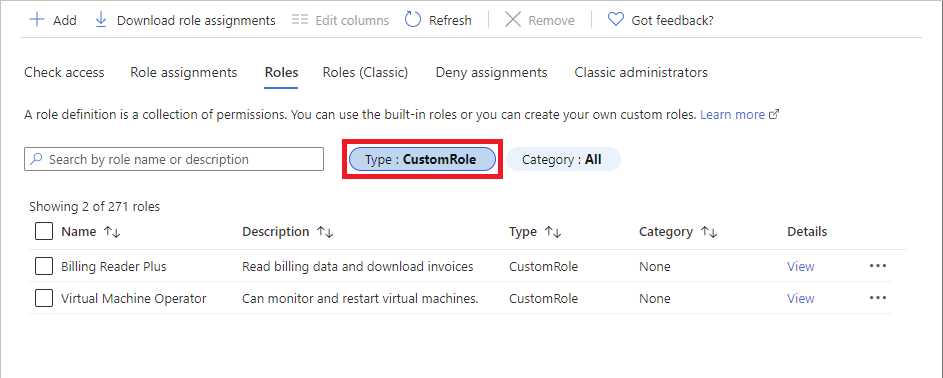 Add Download role assignments Edit columns Refresh Remove Got feedback?
Check access Role assignments Roles Roles (Classic) Deny assignments Classic administrators
A role definition is a collection of permissions. You can use the built-in roles or you can create your own custom roles. Learn more
Search by role name or description Type : CustomRole Category : All
Showing 2 of 271 roles
Name Description Type Category Details
Billing Reader Plus Read billing data and download invoices CustomRole None View
Virtual Machine Operator Can monitor and restart virtual machines. CustomRole None View